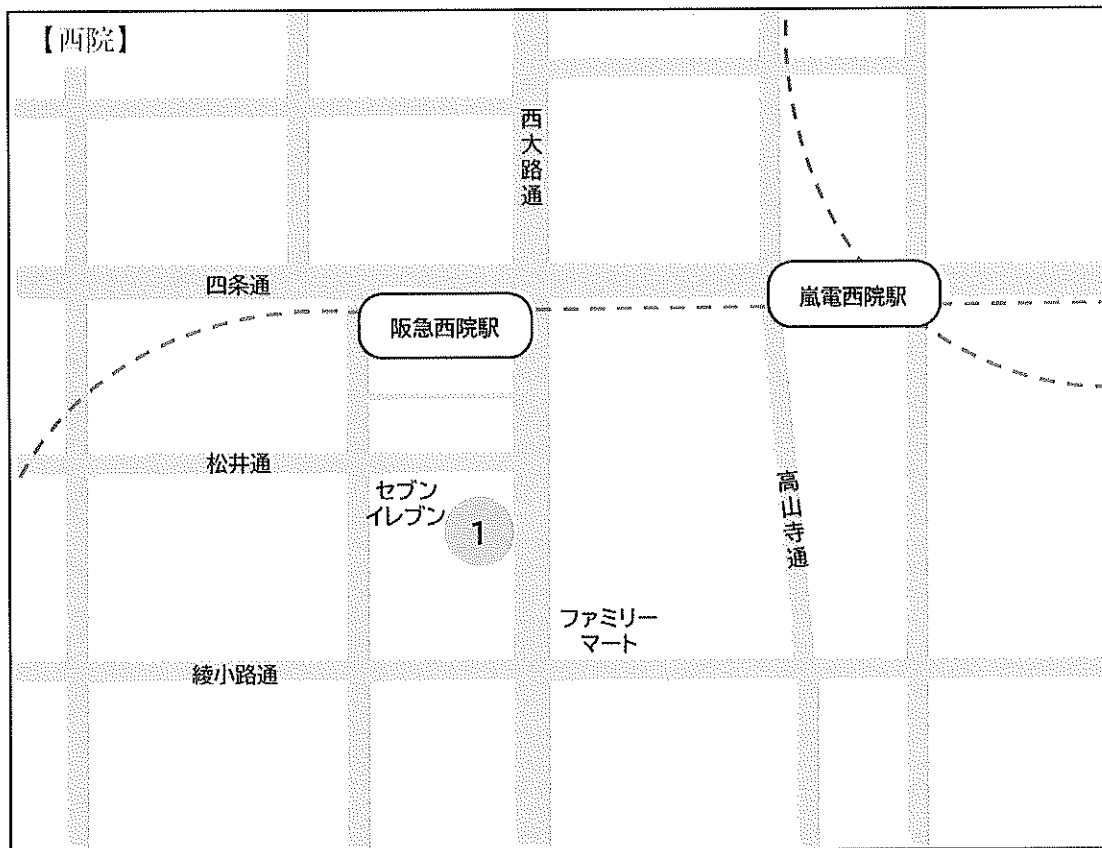 【西院】
西大路通
四条通
阪急西院駅
嵐電西院駅
松井通
セブン
イレブン
1
高山寺通
ファミリー
マート
綾小路通